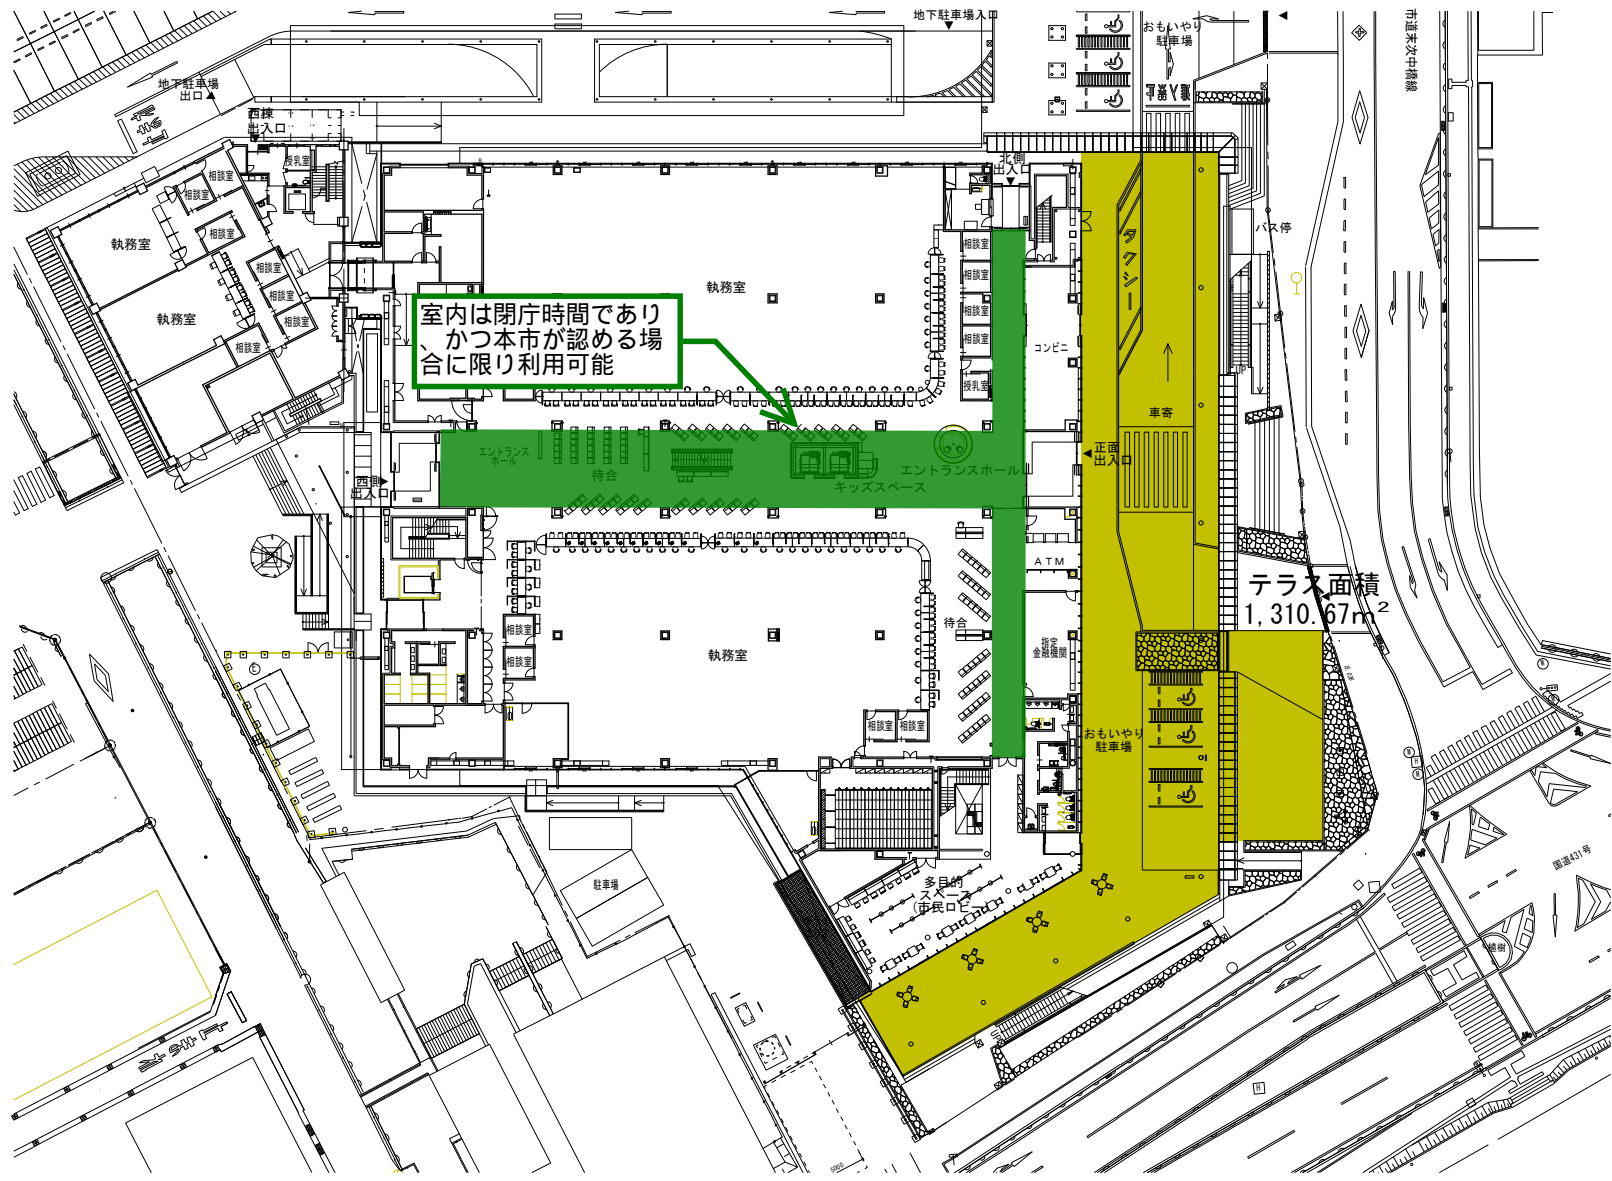 地下駐車場入口
おもいやり
駐車場
市道末次中橋線
地下駐車場
出口
西棟
出入口
授乳室
相談室
相談室
相談室
執務室
相談室
相談室
執務室
相談室
相談室
北側
出入口
タクシー
バス停
執務室
相談室
相談室
相談室
相談室
授乳室
コンビニ
室内は閉庁時間であり
、かつ本市が認める場
合に限り利用可能
車寄
エントランス
ホール
待合
キッズスペース
エントランスホール
正面
出入口
西側
出入口
ATM
テラス面積
1,310.67m²
待合
指定
金融機関
相談室
相談室
執務室
相談室
相談室
おもいやり
駐車場
駐車場
多目的
スペース
(市民ロビー
国道431号
植樹